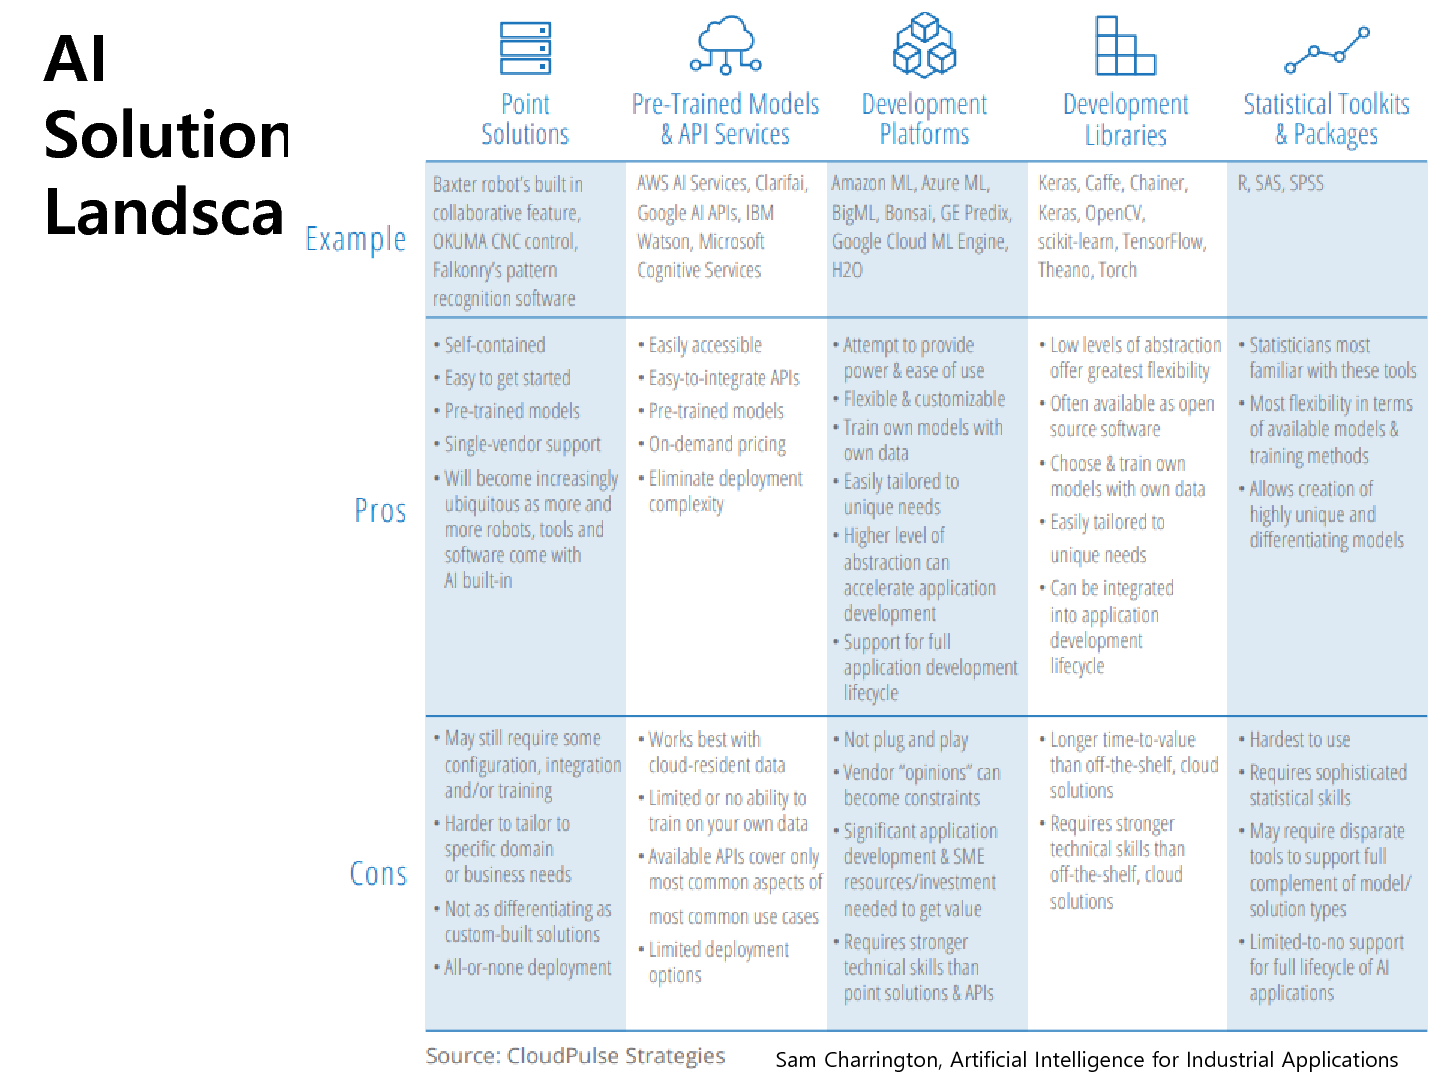 AI
Solution
Landsca
Point
Solutions
Pre-Trained Models
& API Services
Development
Platforms
Development
Libraries
Statistical Toolkits
& Packages
Example
Baxter robot's built in
collaborative feature,
OKUMA CNC control,
Falkonry's pattern
recognition software
AWS AI Services, Clarifai,
Google AI APIs, IBM
Watson, Microsoft
Cognitive Services
Amazon ML, Azure ML,
BigML, Bonsai, GE Predix,
Google Cloud ML Engine,
H2O
Keras, Caffe, Chainer,
Keras, OpenCV,
scikit-learn, TensorFlow,
Theano, Torch
R, SAS, SPSS
Pros
• Self-contained
• Easy to get started
• Pre-trained models
• Single-vendor support
• Will become increasingly
ubiquitous as more and
more robots, tools and
software come with
AI built-in
• Easily accessible
• Easy-to-integrate APIs
• Pre-trained models
• On-demand pricing
• Eliminate deployment
complexity
• Attempt to provide
power & ease of use
• Flexible & customizable
• Train own models with
own data
• Easily tailored to
unique needs
• Higher level of
abstraction can
accelerate application
development
• Support for full
application development
lifecycle
• Low levels of abstraction
offer greatest flexibility
• Often available as open
source software
• Choose & train own
models with own data
• Easily tailored to
unique needs
• Can be integrated
into application
development
lifecycle
• Statisticians most
familiar with these tools
• Most flexibility in terms
of available models &
training methods
• Allows creation of
highly unique and
differentiating models
Cons
• May still require some
configuration, integration
and/or training
• Harder to tailor to
specific domain
or business needs
• Not as differentiating as
custom-built solutions
• All-or-none deployment
• Works best with
cloud-resident data
• Limited or no ability to
train on your own data
• Available APIs cover only
most common aspects of
most common use cases
• Limited deployment
options
• Not plug and play
• Vendor “opinions” can
become constraints
• Significant application
development & SME
resources/investment
needed to get value
• Requires stronger
technical skills than
point solutions & APIs
• Longer time-to-value
than off-the-shelf, cloud
solutions
• Requires stronger
technical skills than
off-the-shelf, cloud
solutions
• Hardest to use
• Requires sophisticated
statistical skills
• May require disparate
tools to support full
complement of model/
solution types
• Limited-to-no support
for full lifecycle of AI
applications
Source: CloudPulse Strategies
Sam Charrington, Artificial Intelligence for Industrial Applications